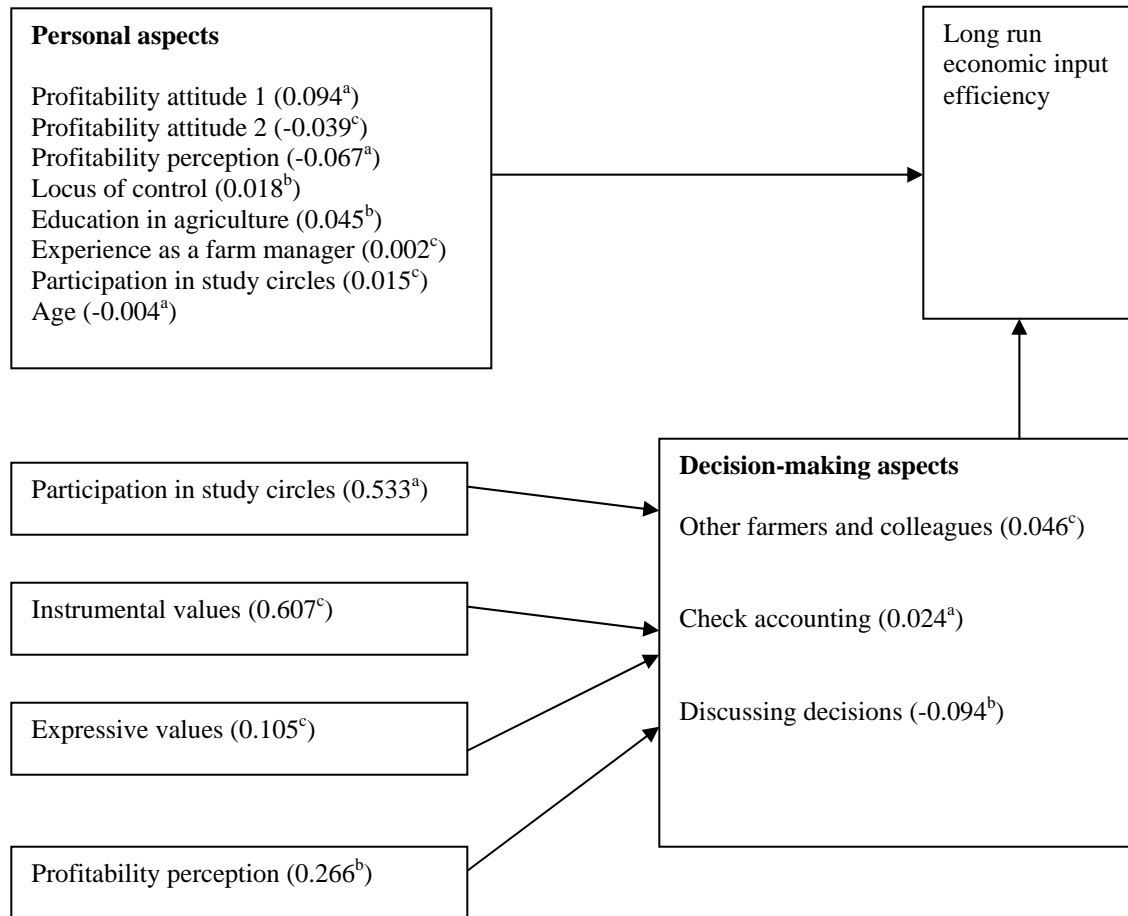 Personal aspects
Profitability attitude 1 (0.094ᵃ)
Profitability attitude 2 (-0.039ᶜ)
Profitability perception (-0.067ᵃ)
Locus of control (0.018ᵇ)
Education in agriculture (0.045ᵇ)
Experience as a farm manager (0.002ᶜ)
Participation in study circles (0.015ᶜ)
Age (-0.004ᵃ)
Long run
economic input
efficiency
Participation in study circles (0.533ᵃ)
Instrumental values (0.607ᶜ)
Expressive values (0.105ᶜ)
Profitability perception (0.266ᵇ)
Decision-making aspects
Other farmers and colleagues (0.046ᶜ)
Check accounting (0.024ᵃ)
Discussing decisions (-0.094ᵇ)